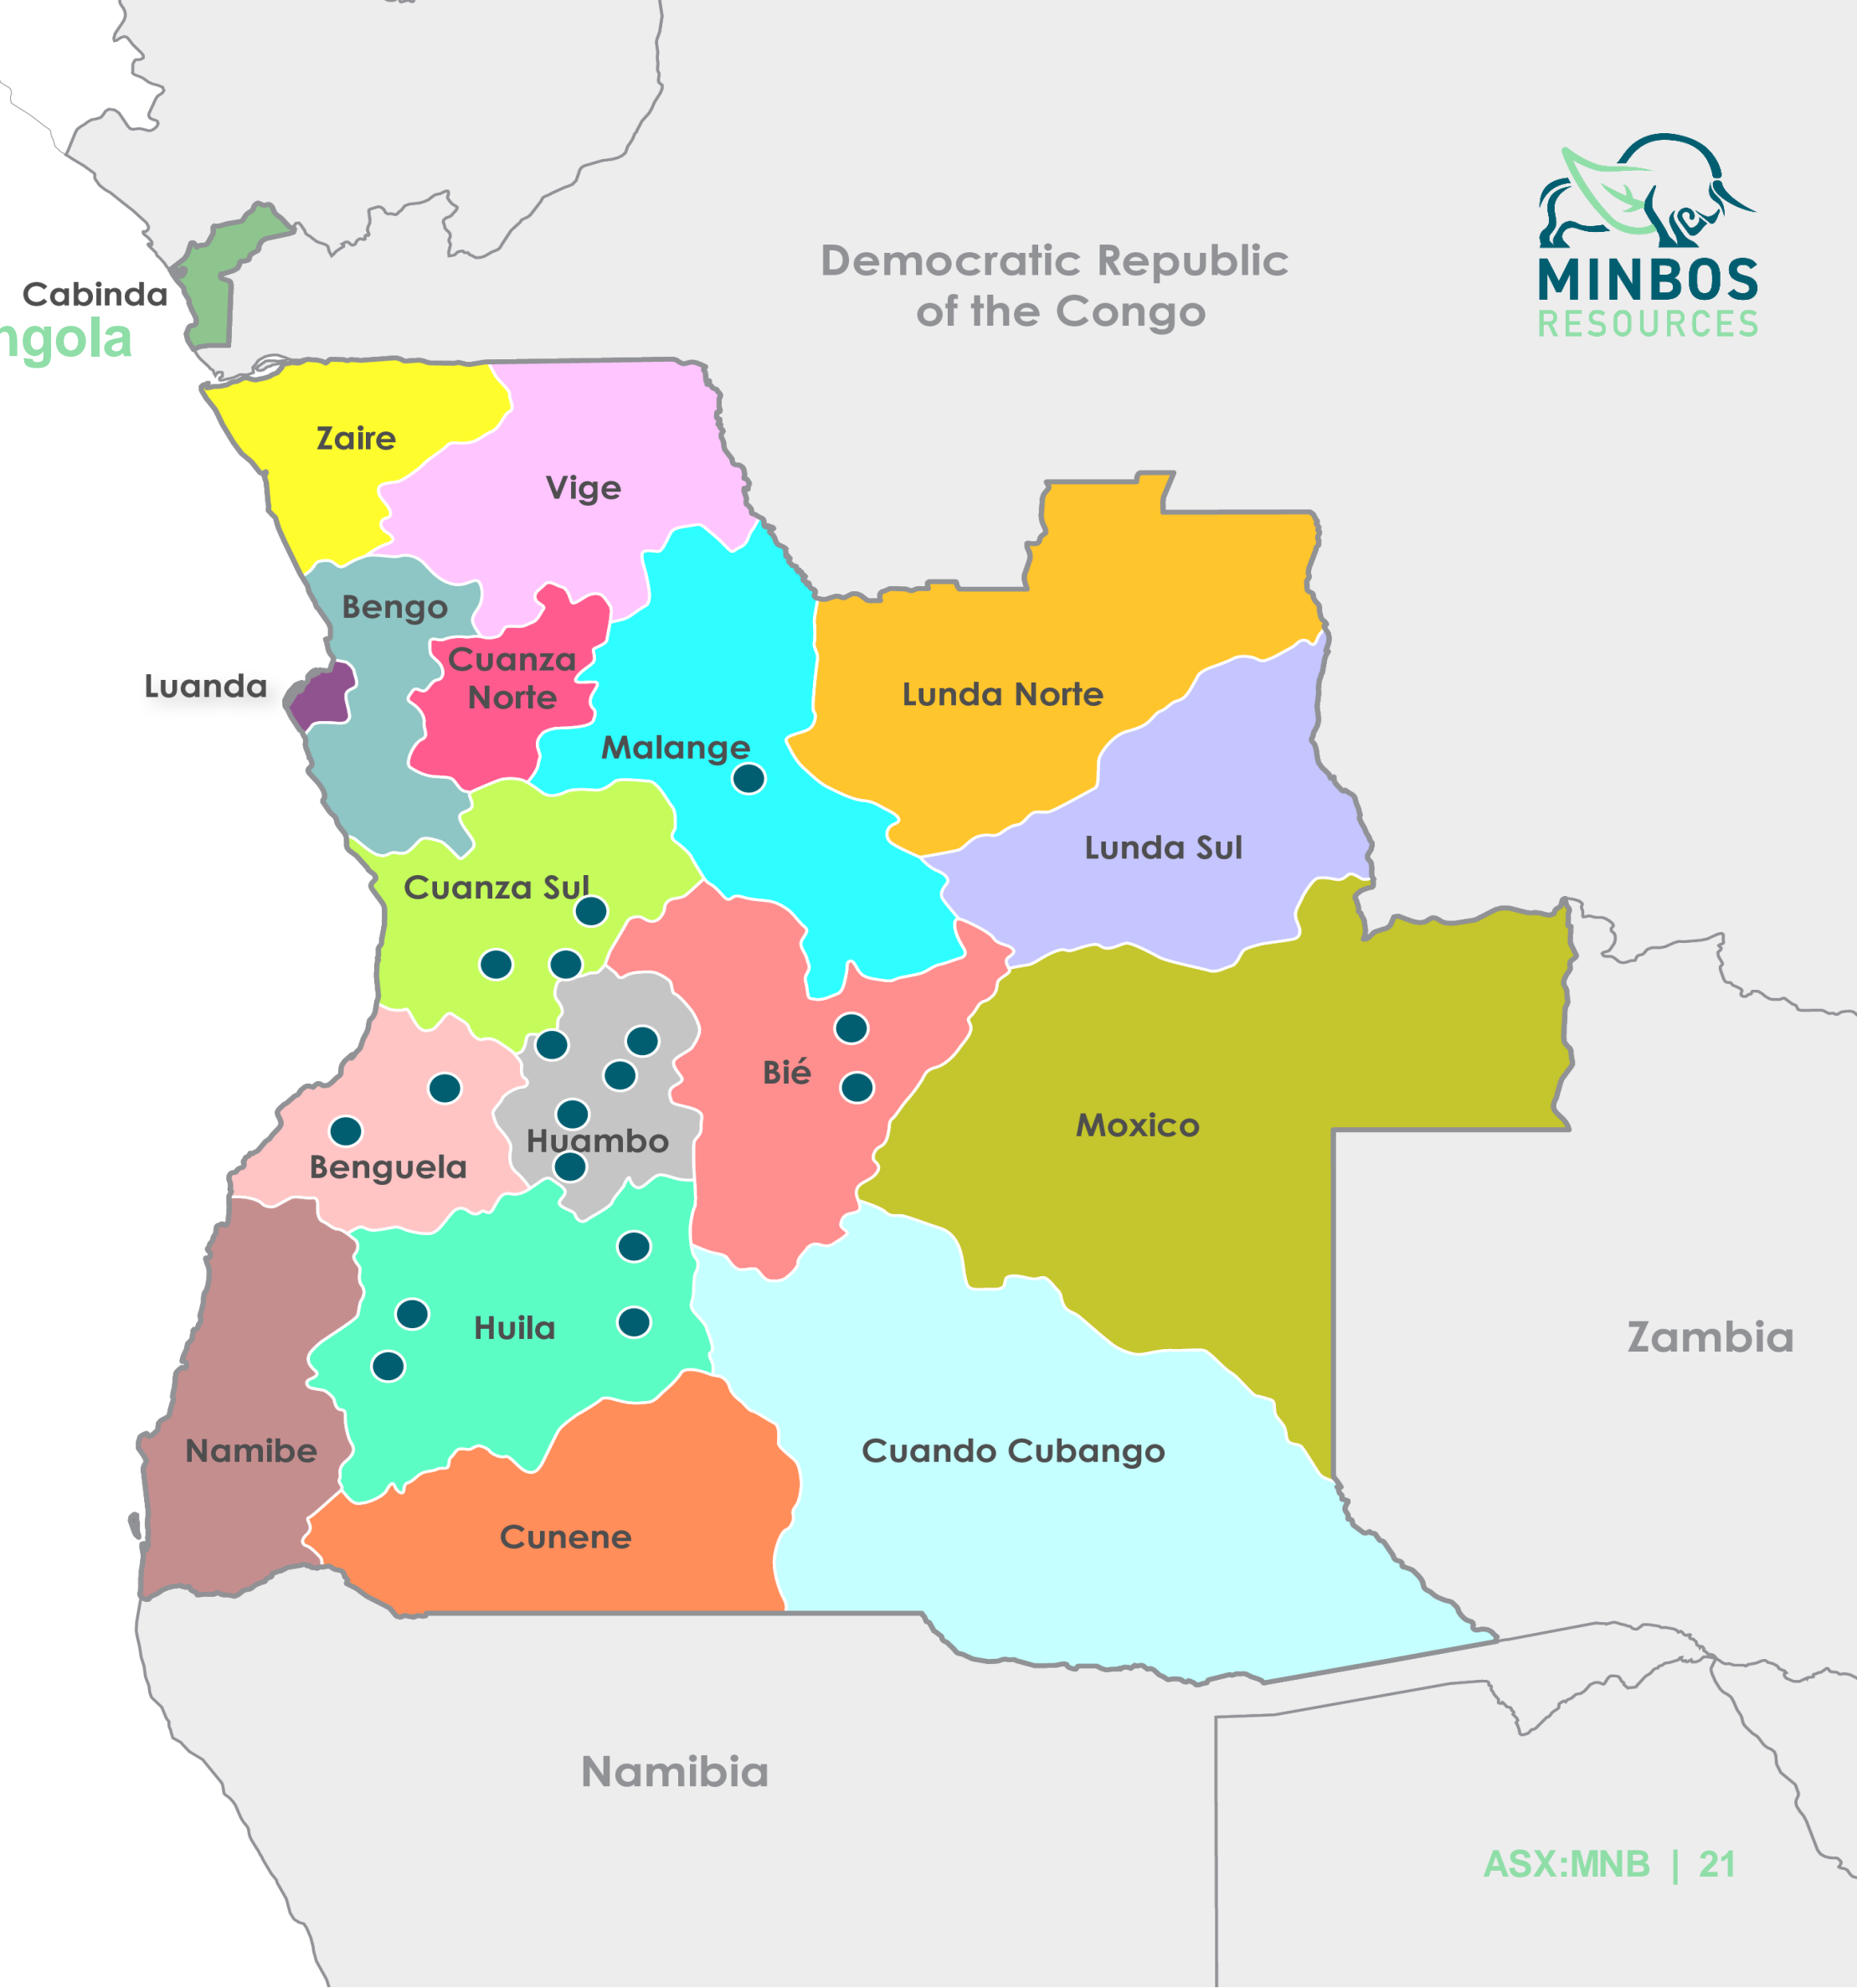 MINBOS
RESOURCES
Democratic Republic
of the Congo
Cabinda
ngola
Zaire
Vige
Bengo
Cuanza
Norte
Luanda
Lunda Norte
Malange
Lunda Sul
Cuanza Sul
Bié
Moxico
Huambo
Benguela
Huila
Zambia
Namibe
Cuando Cubango
Cunene
Namibia
ASX:MNB | 21